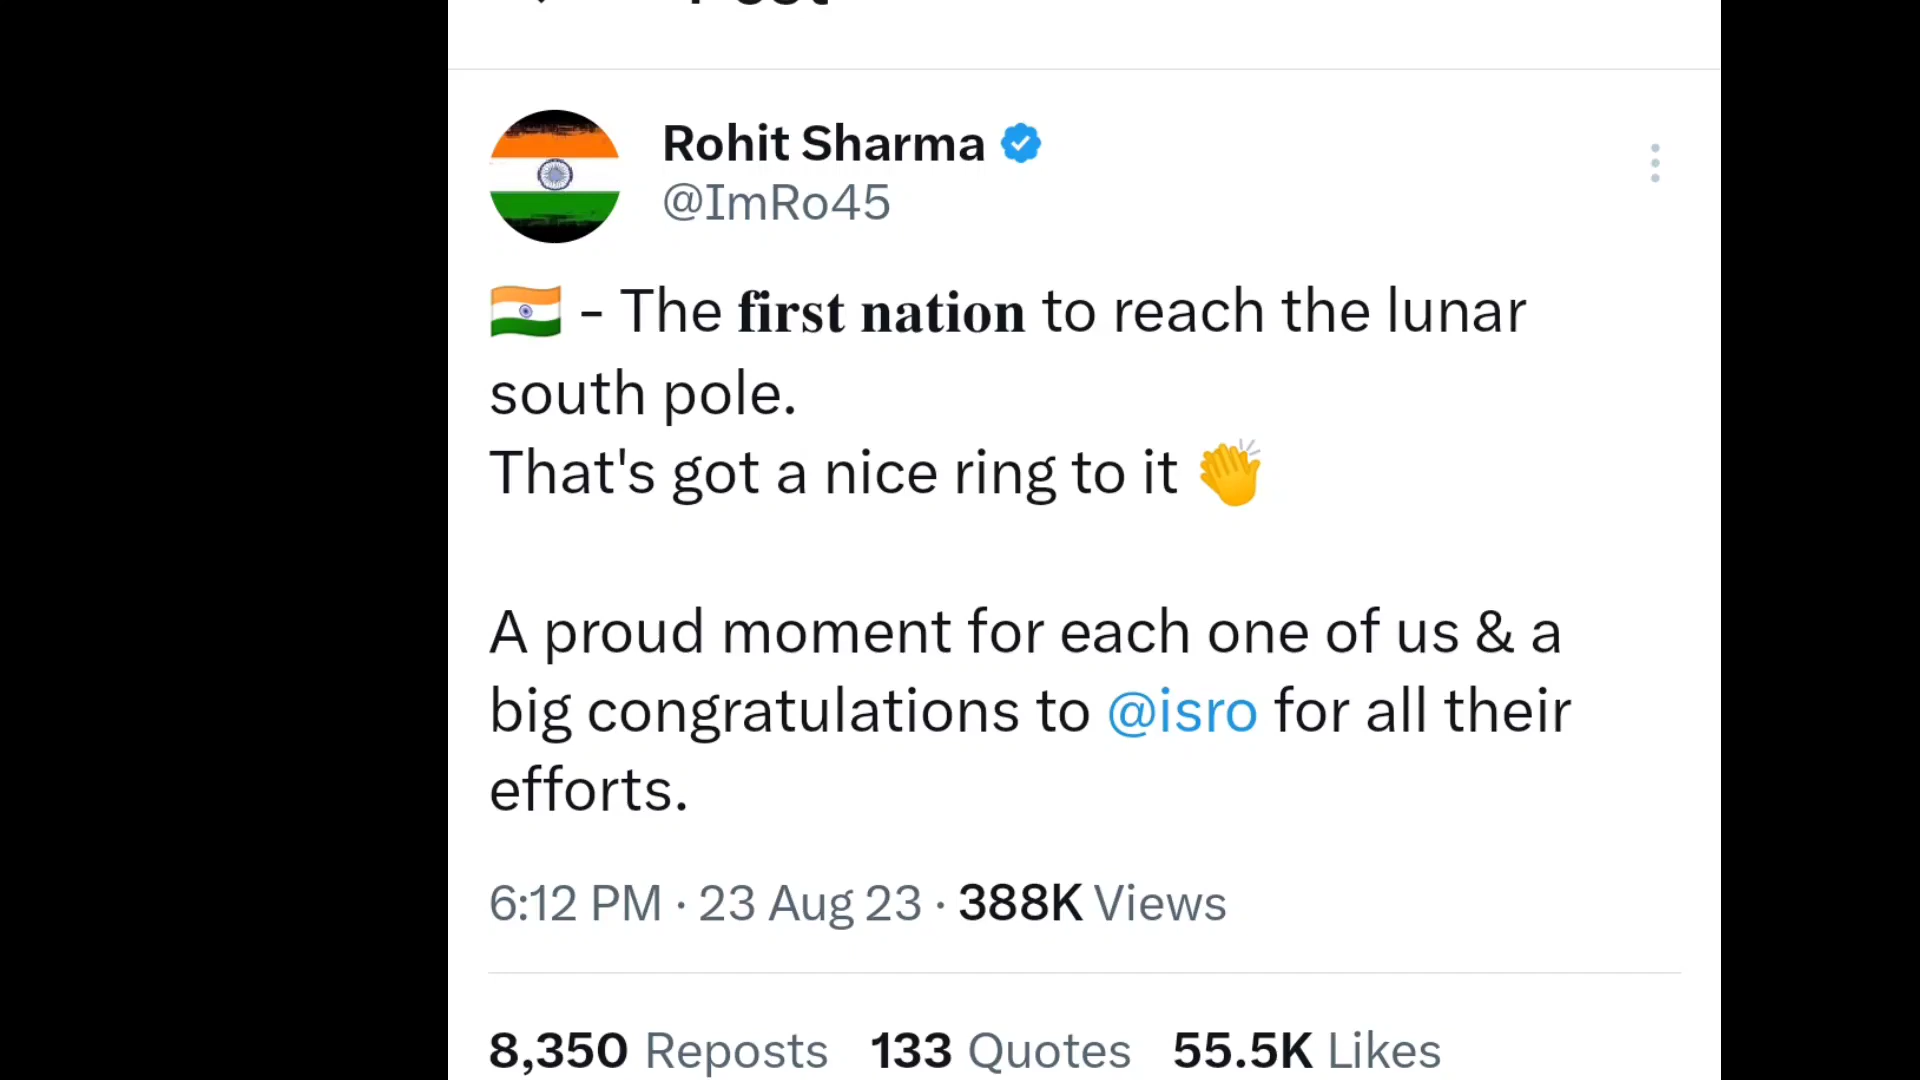 Post
Rohit Sharma
@ImRo45
🇮🇳 - The 𝐟𝐢𝐫𝐬𝐭 𝐧𝐚𝐭𝐢𝐨𝐧 to reach the lunar
south pole.
That's got a nice ring to it 👏
A proud moment for each one of us & a
big congratulations to @isro for all their
efforts.
6:12 PM · 23 Aug 23 · 388K Views
8,350 Reposts 133 Quotes 55.5K Likes